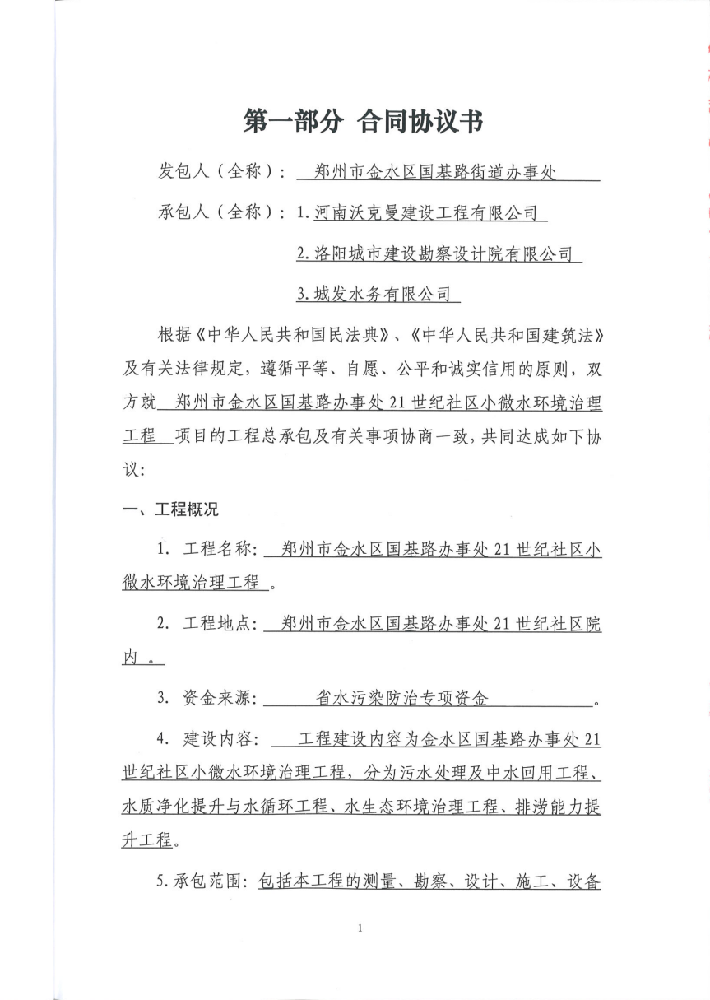 第一部分 合同协议书
发包人(全称): 郑州市金水区国基路街道办事处
承包人(全称): 1.河南沃克曼建设工程有限公司
2.洛阳城市建设勘察设计院有限公司
3.城发水务有限公司
根据《中华人民共和国民法典》、《中华人民共和国建筑法》
及有关法律规定，遵循平等、自愿、公平和诚实信用的原则，双
方就 郑州市金水区国基路办事处 21 世纪社区小微水环境治理
工程 项目的工程总承包及有关事项协商一致，共同达成如下协
议:
一、工程概况
1. 工程名称: 郑州市金水区国基路办事处 21 世纪社区小
微水环境治理工程 。
2. 工程地点: 郑州市金水区国基路办事处 21 世纪社区院
内 。
3. 资金来源: 省水污染防治专项资金 。
4. 建设内容: 工程建设内容为金水区国基路办事处 21
世纪社区小微水环境治理工程，分为污水处理及中水回用工程、
水质净化提升与水循环工程、水生态环境治理工程、排涝能力提
升工程。
5.承包范围: 包括本工程的测量、勘察、设计、施工、设备
1